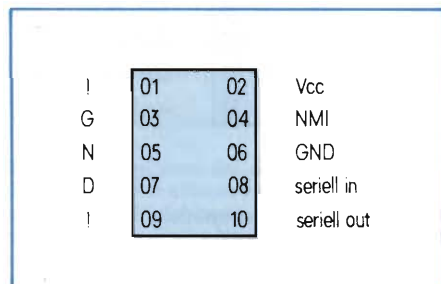 ! 01 02 Vcc
G 03 04 NMI
N 05 06 GND
D 07 08 seriell in
! 09 10 seriell out